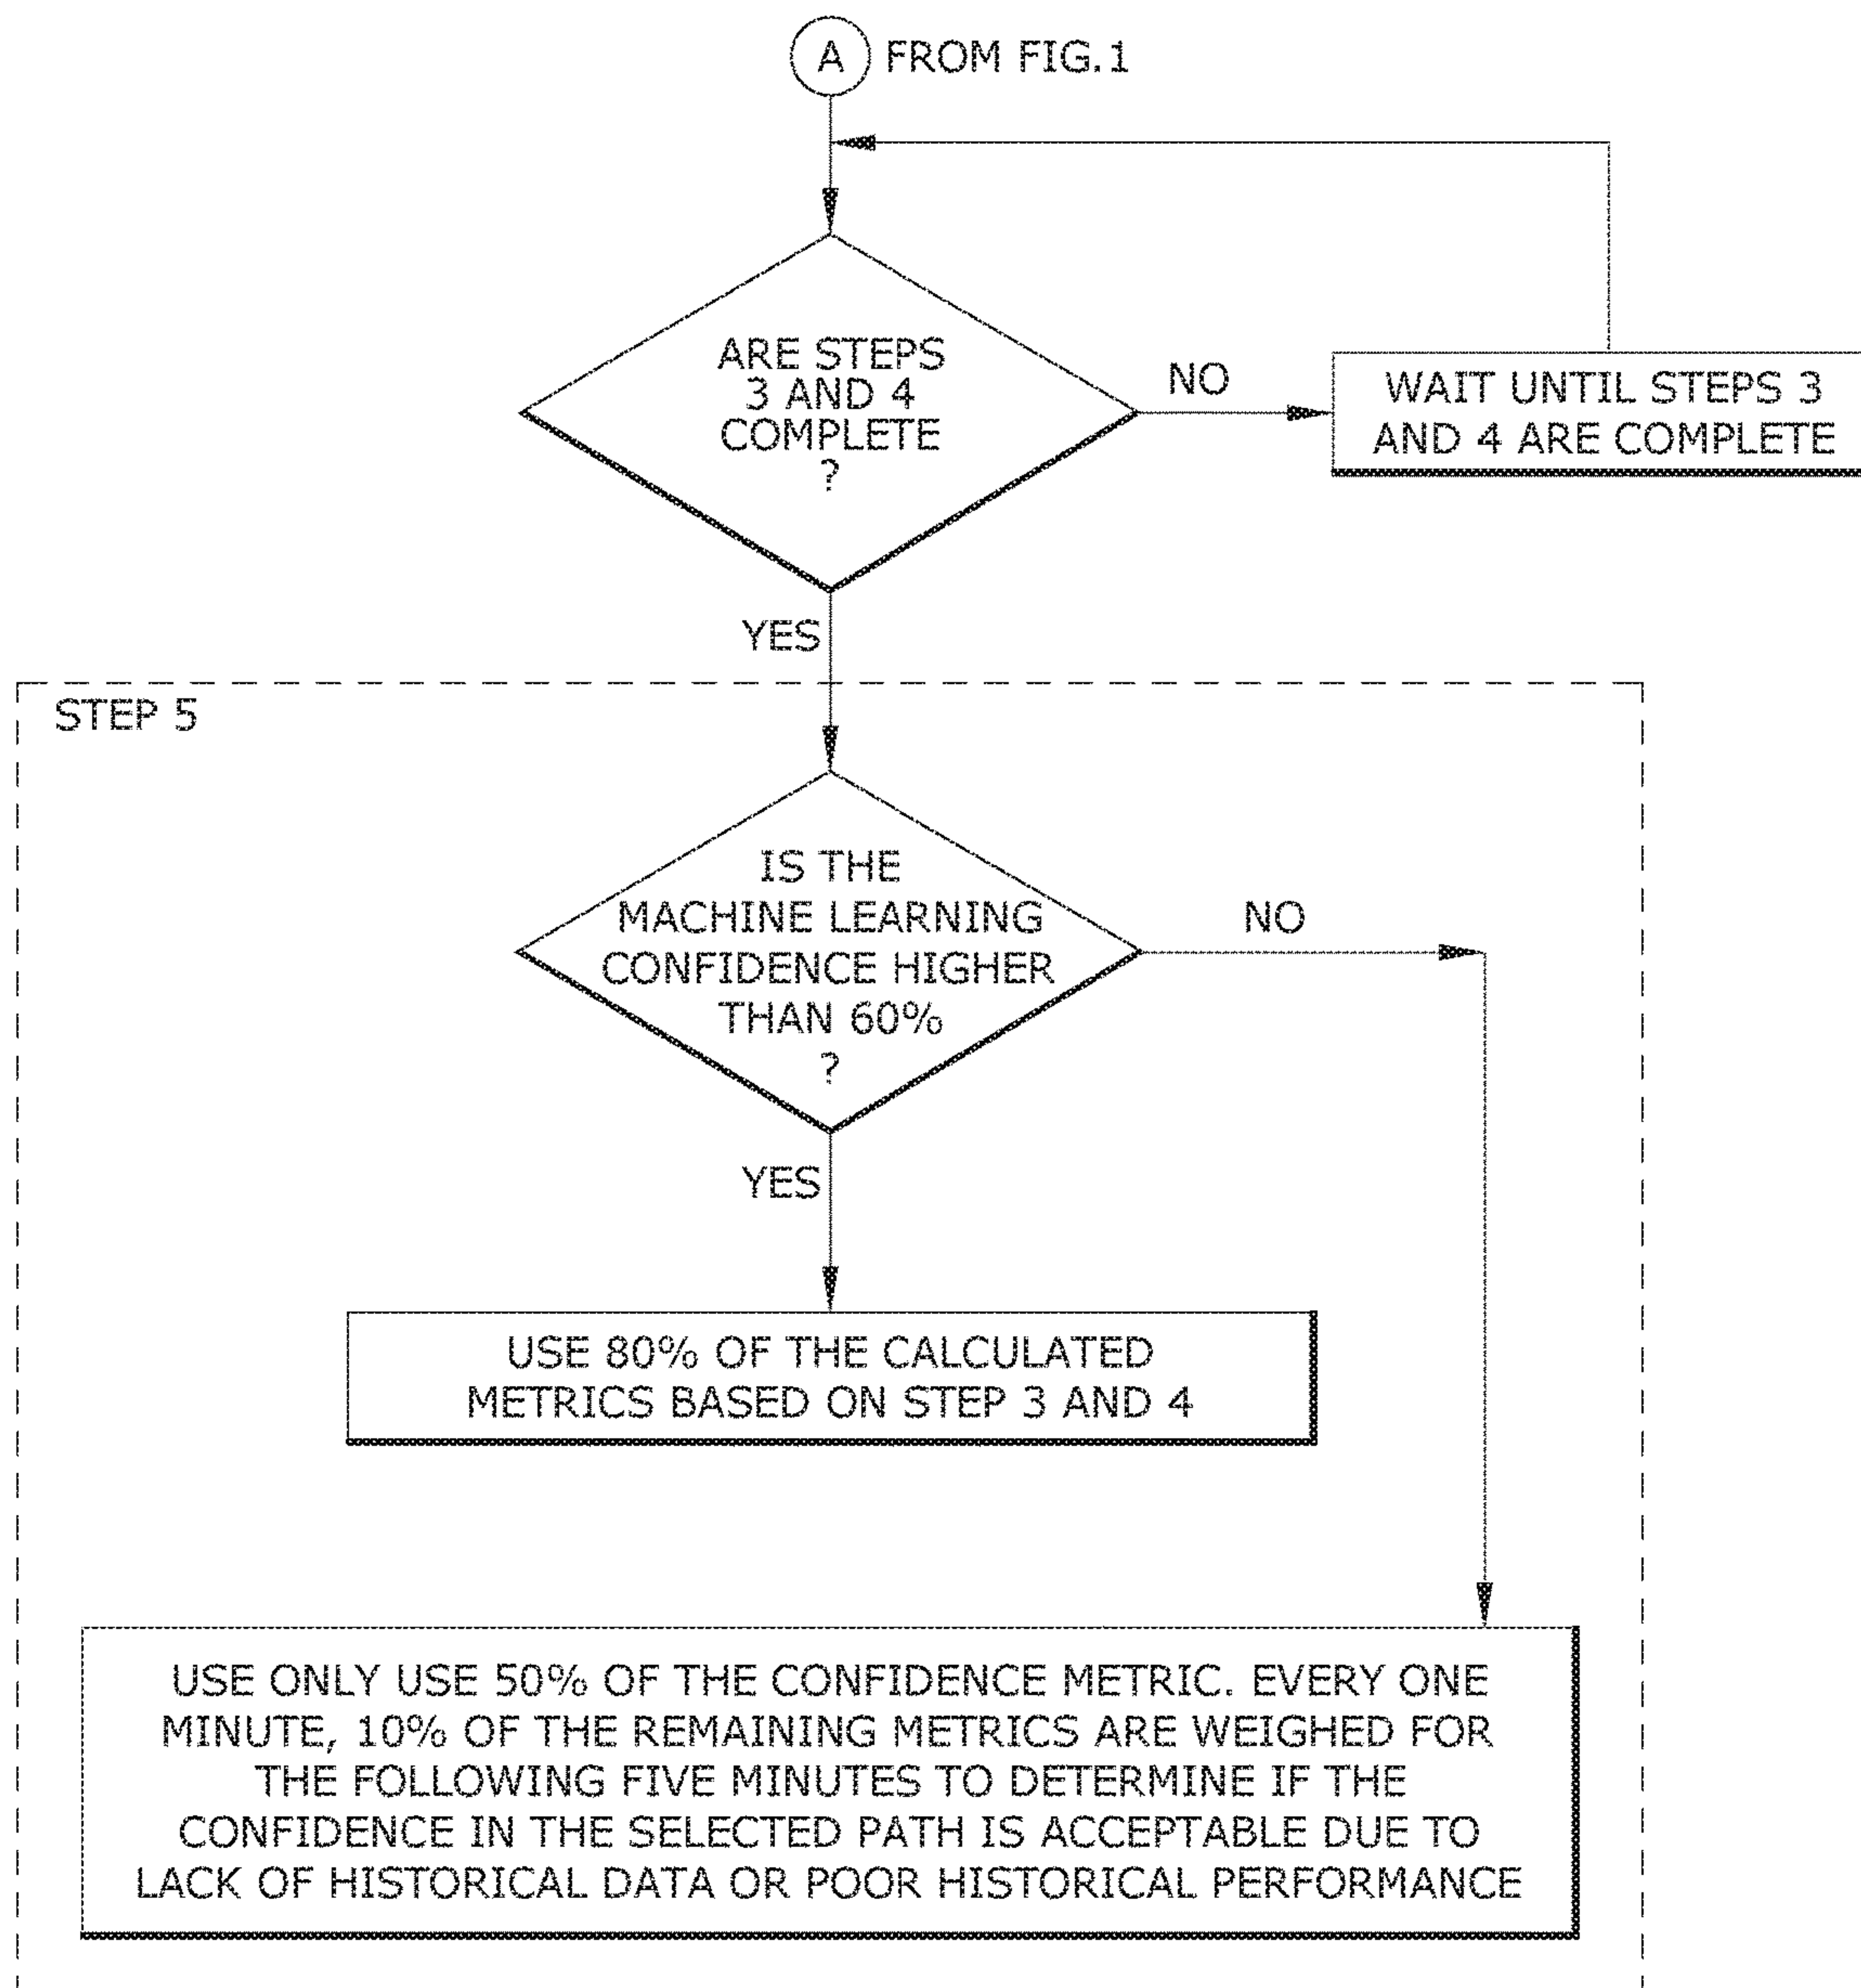 A FROM FIG.1
ARE STEPS
3 AND 4
COMPLETE
?
NO
WAIT UNTIL STEPS 3
AND 4 ARE COMPLETE
YES
STEP 5
IS THE
MACHINE LEARNING
CONFIDENCE HIGHER
THAN 60%
?
NO
YES
USE 80% OF THE CALCULATED
METRICS BASED ON STEP 3 AND 4
USE ONLY USE 50% OF THE CONFIDENCE METRIC. EVERY ONE
MINUTE, 10% OF THE REMAINING METRICS ARE WEIGHED FOR
THE FOLLOWING FIVE MINUTES TO DETERMINE IF THE
CONFIDENCE IN THE SELECTED PATH IS ACCEPTABLE DUE TO
LACK OF HISTORICAL DATA OR POOR HISTORICAL PERFORMANCE